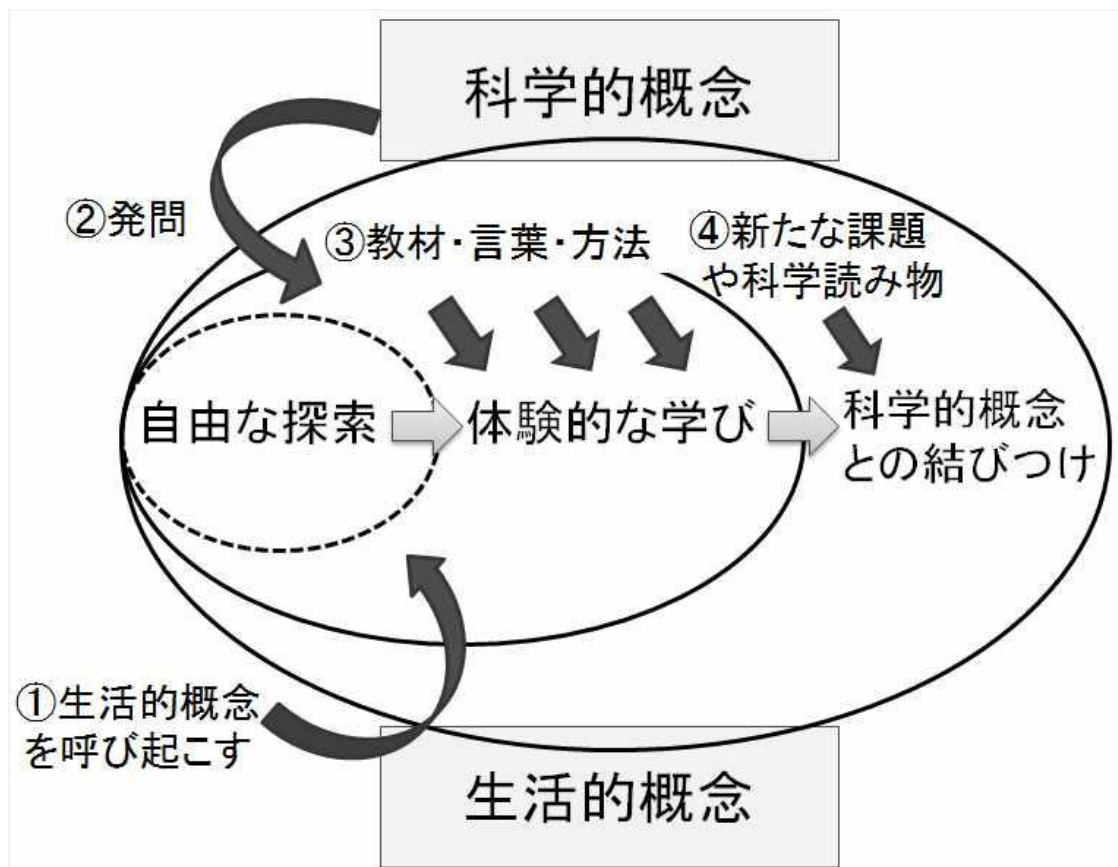 科学的概念
②発問
③教材・言葉・方法
④新たな課題
や科学読み物
自由な探索
体験的な学び
科学的概念
との結びつけ
①生活的概念
を呼び起こす
生活的概念